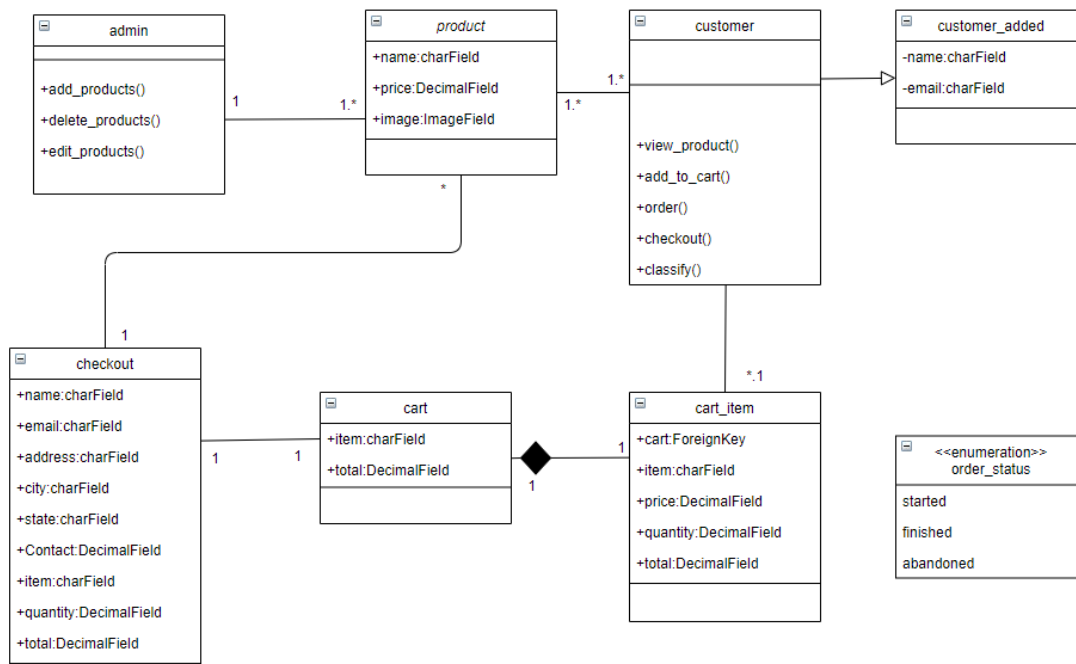 admin
+add_products()
+delete_products()
+edit_products()
1
1.*
product
+name:charField
+price:DecimalField
+image:ImageField
1.*
1.*
*
customer
+view_product()
+add_to_cart()
+order()
+checkout()
+classify()
customer_added
-name:charField
-email:charField
1
checkout
+name:charField
+email:charField
+address:charField
+city:charField
+state:charField
+Contact:DecimalField
+item:charField
+quantity:DecimalField
+total:DecimalField
1
1
cart
+item:charField
+total:DecimalField
1
1
*.1
cart_item
+cart:ForeignKey
+item:charField
+price:DecimalField
+quantity:DecimalField
+total:DecimalField
<<enumeration>>
order_status
started
finished
abandoned